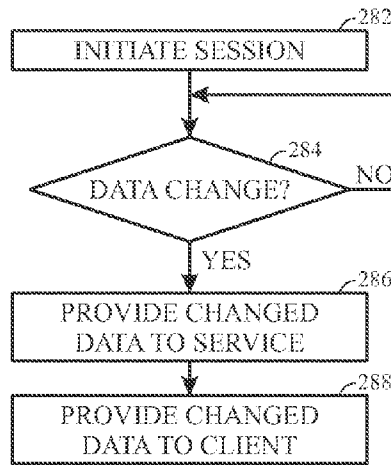 282
INITIATE SESSION
284
DATA CHANGE?
NO
YES
286
PROVIDE CHANGED
DATA TO SERVICE
288
PROVIDE CHANGED
DATA TO CLIENT